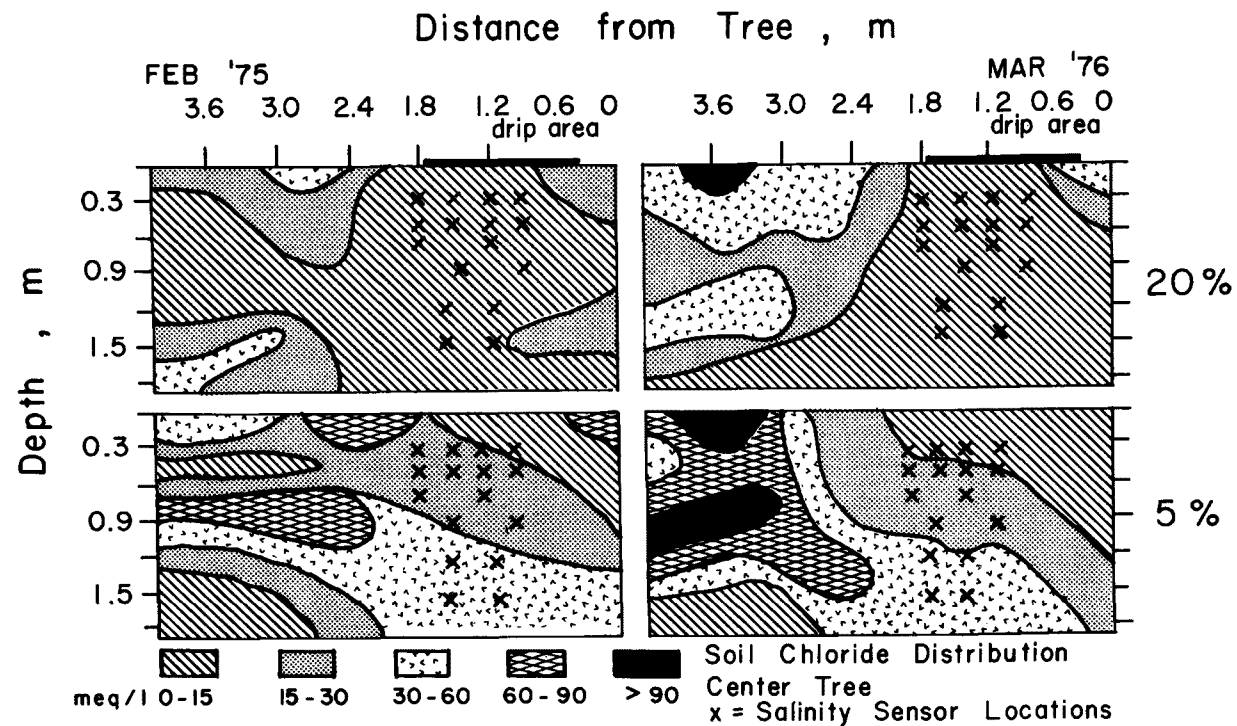 Distance from Tree , m
FEB '75
MAR '76
3.6 3.0 2.4 1.8 1.2 0.6 0
3.6 3.0 2.4 1.8 1.2 0.6 0
drip area
drip area
Depth , m
0.3
0.9
1.5
20%
0.3
0.9
1.5
5%
meq/l 0-15 15-30 30-60 60-90 >90
Soil Chloride Distribution
Center Tree
x = Salinity Sensor Locations